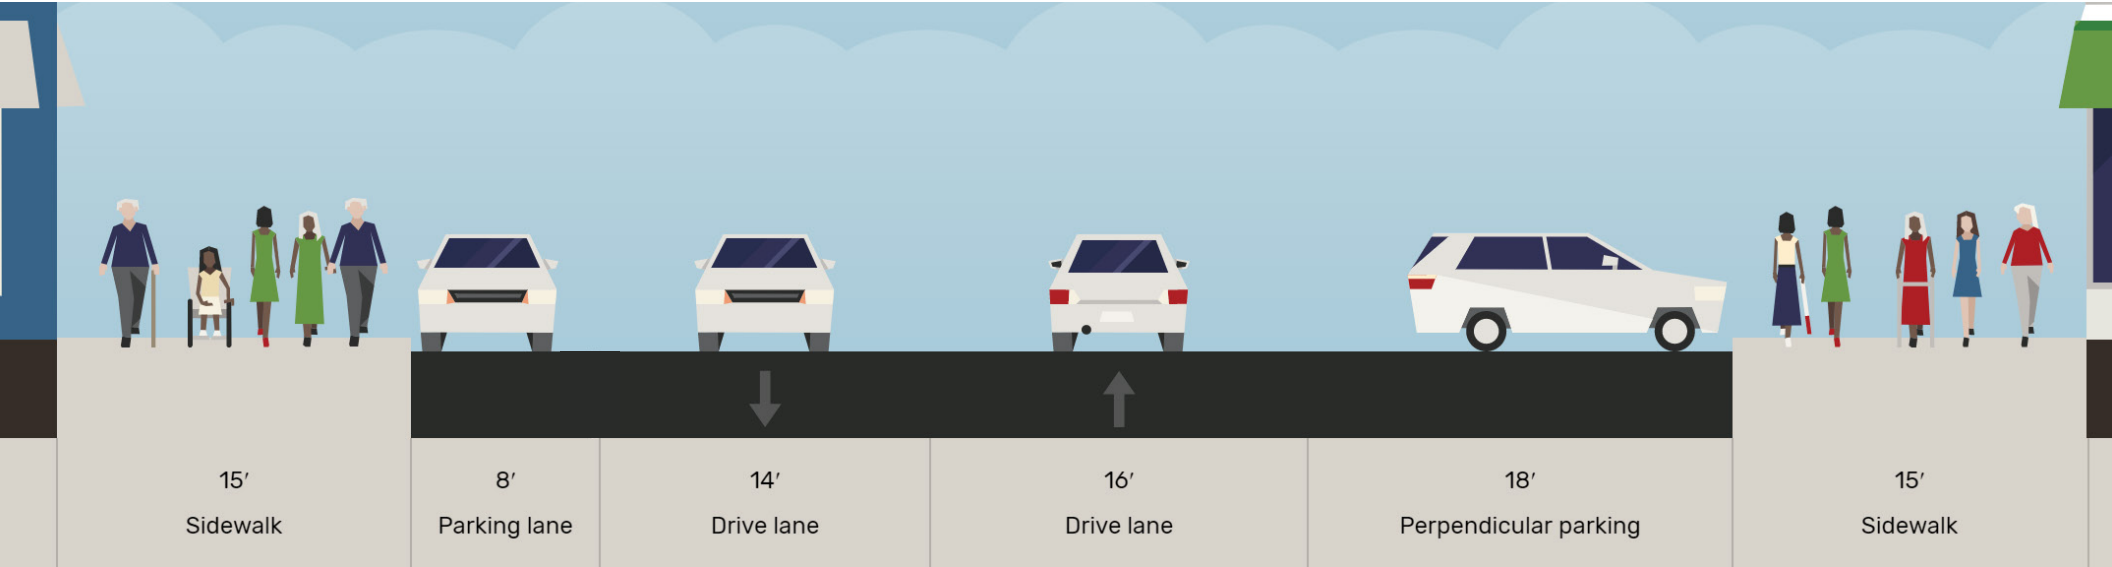 15′
Sidewalk
8′
Parking lane
14′
Drive lane
16′
Drive lane
18′
Perpendicular parking
15′
Sidewalk